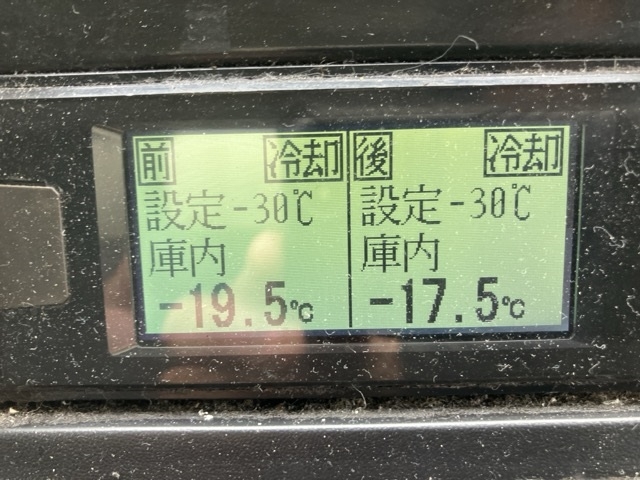 前 冷却
設定-30℃
庫内
-19.5℃
後 冷却
設定-30℃
庫内
-17.5℃